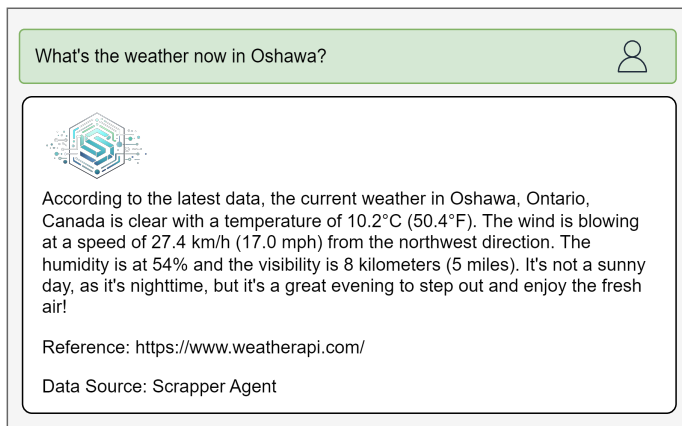 What's the weather now in Oshawa?
According to the latest data, the current weather in Oshawa, Ontario,
Canada is clear with a temperature of 10.2°C (50.4°F). The wind is blowing
at a speed of 27.4 km/h (17.0 mph) from the northwest direction. The
humidity is at 54% and the visibility is 8 kilometers (5 miles). It's not a sunny
day, as it's nighttime, but it's a great evening to step out and enjoy the fresh
air!
Reference: https://www.weatherapi.com/
Data Source: Scrapper Agent